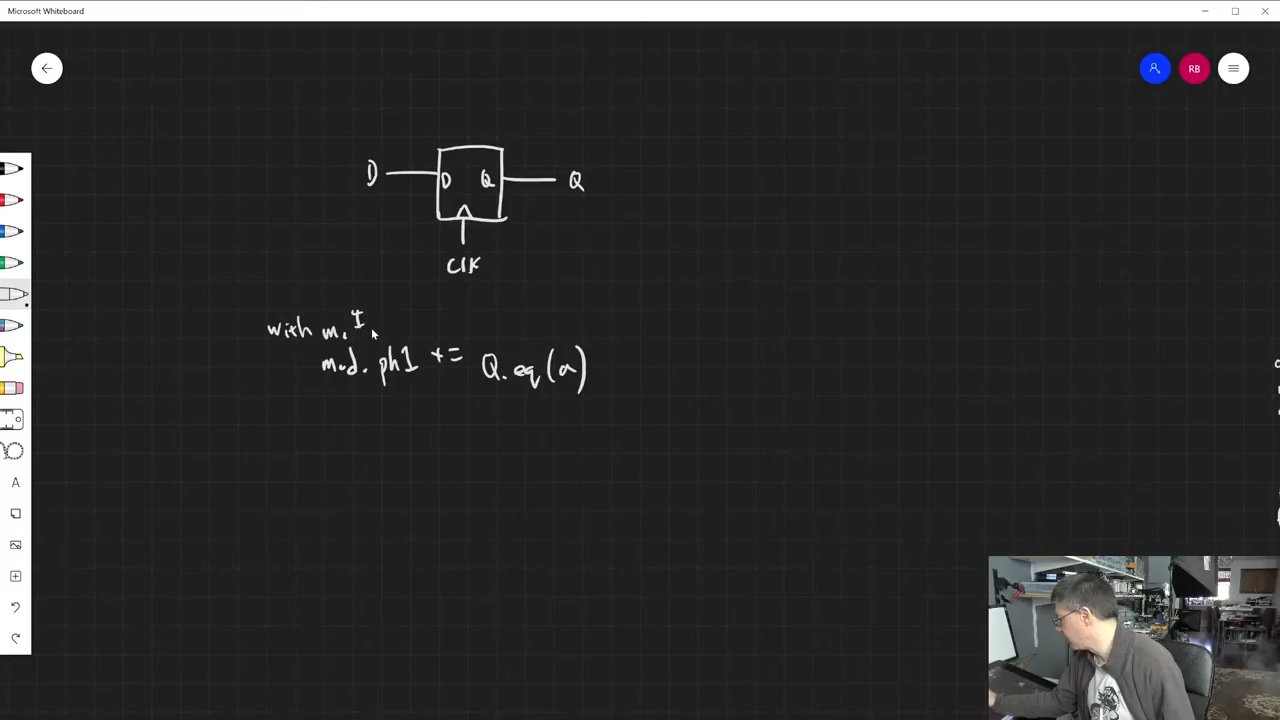 Microsoft Whiteboard
RB
D
D Q
Q
Clk
with m. I
mod. ph1 += Q.eq(a)
A